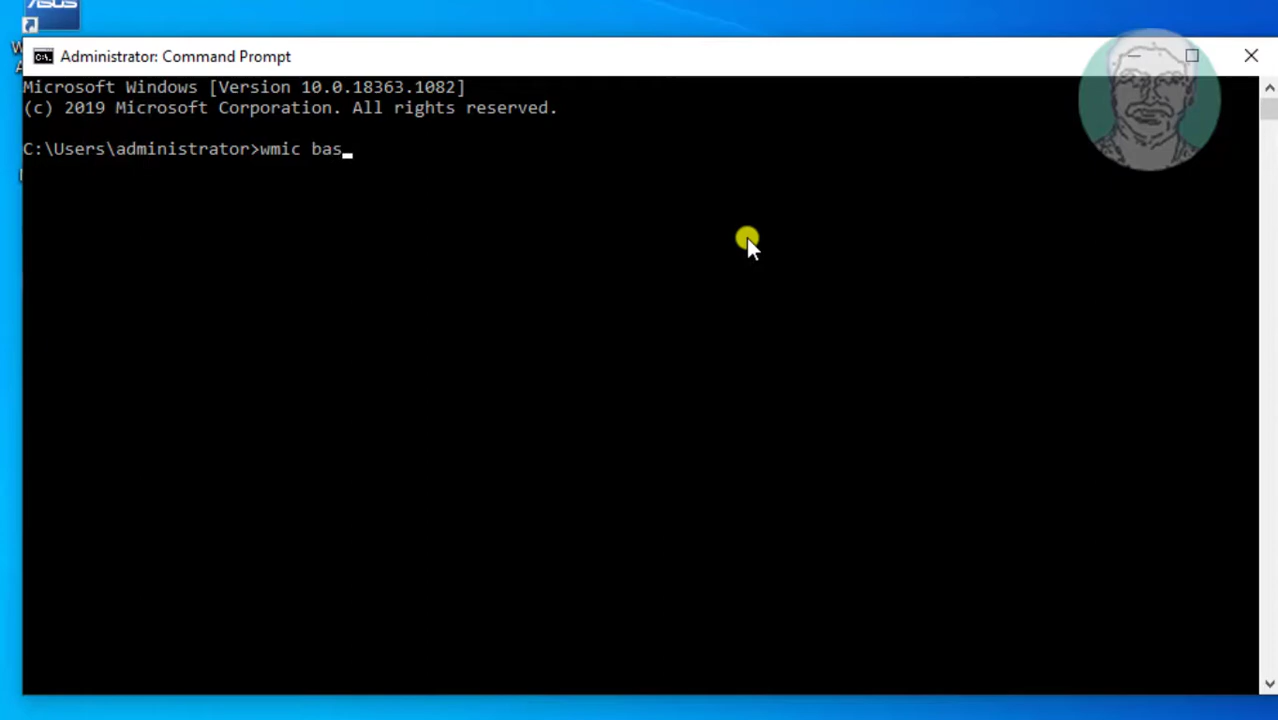 ASUS
Administrator: Command Prompt
Microsoft Windows [Version 10.0.18363.1082]
(c) 2019 Microsoft Corporation. All rights reserved.
C:\Users\administrator>wmic bas